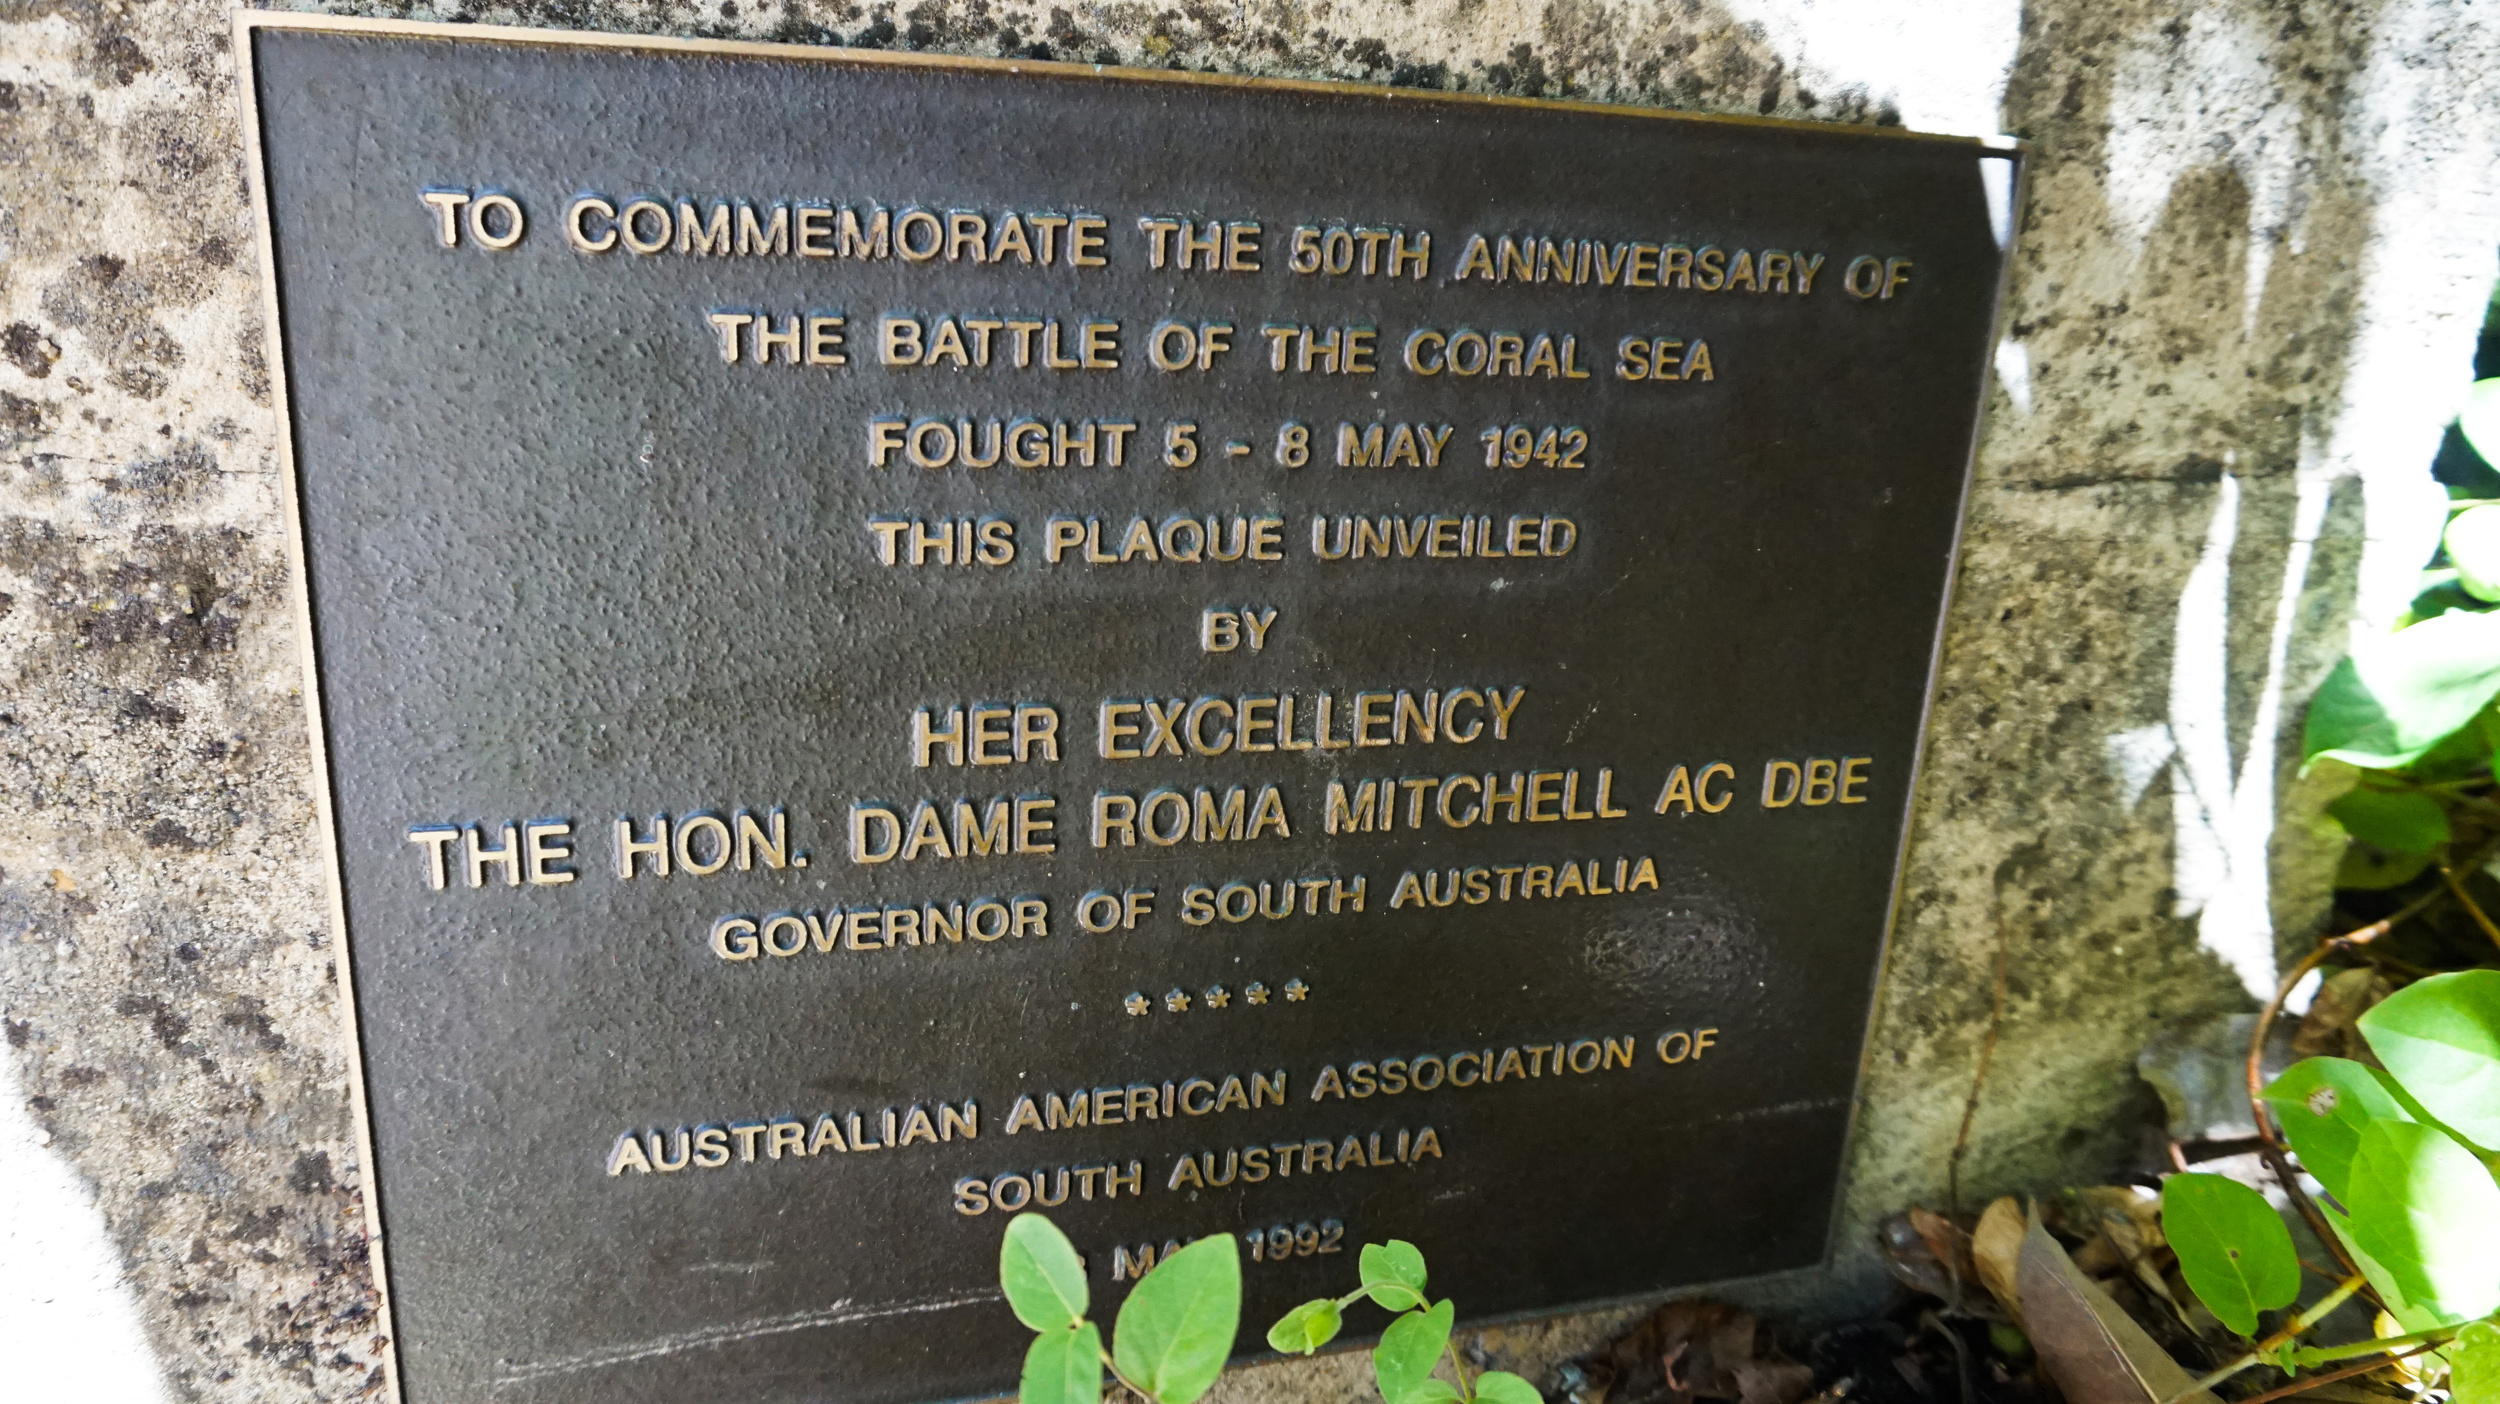 TO COMMEMORATE THE 50TH ANNIVERSARY OF
THE BATTLE OF THE CORAL SEA
FOUGHT 5 - 8 MAY 1942
THIS PLAQUE UNVEILED
BY
HER EXCELLENCY
THE HON. DAME ROMA MITCHELL AC DBE
GOVERNOR OF SOUTH AUSTRALIA
* * * * *
AUSTRALIAN AMERICAN ASSOCIATION OF
SOUTH AUSTRALIA
MAY 1992